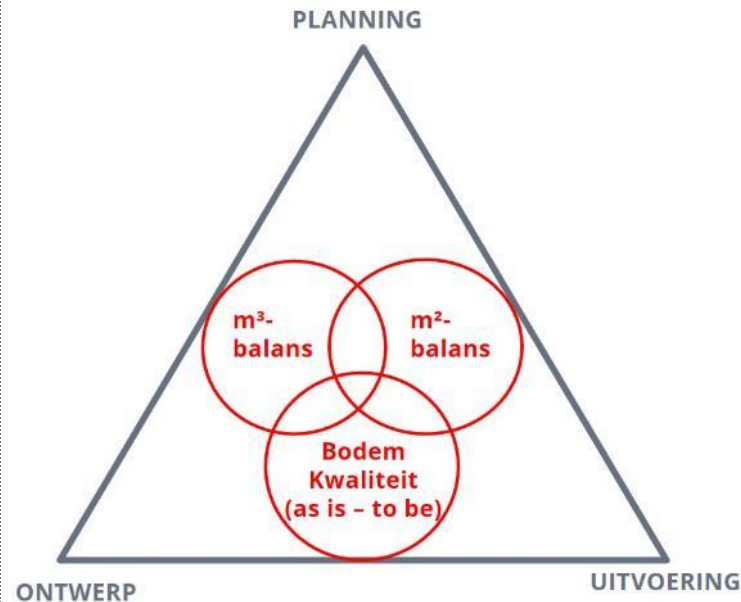 PLANNING
m³-
balans
m²-
balans
Bodem
Kwaliteit
(as is – to be)
ONTWERP
UITVOERING